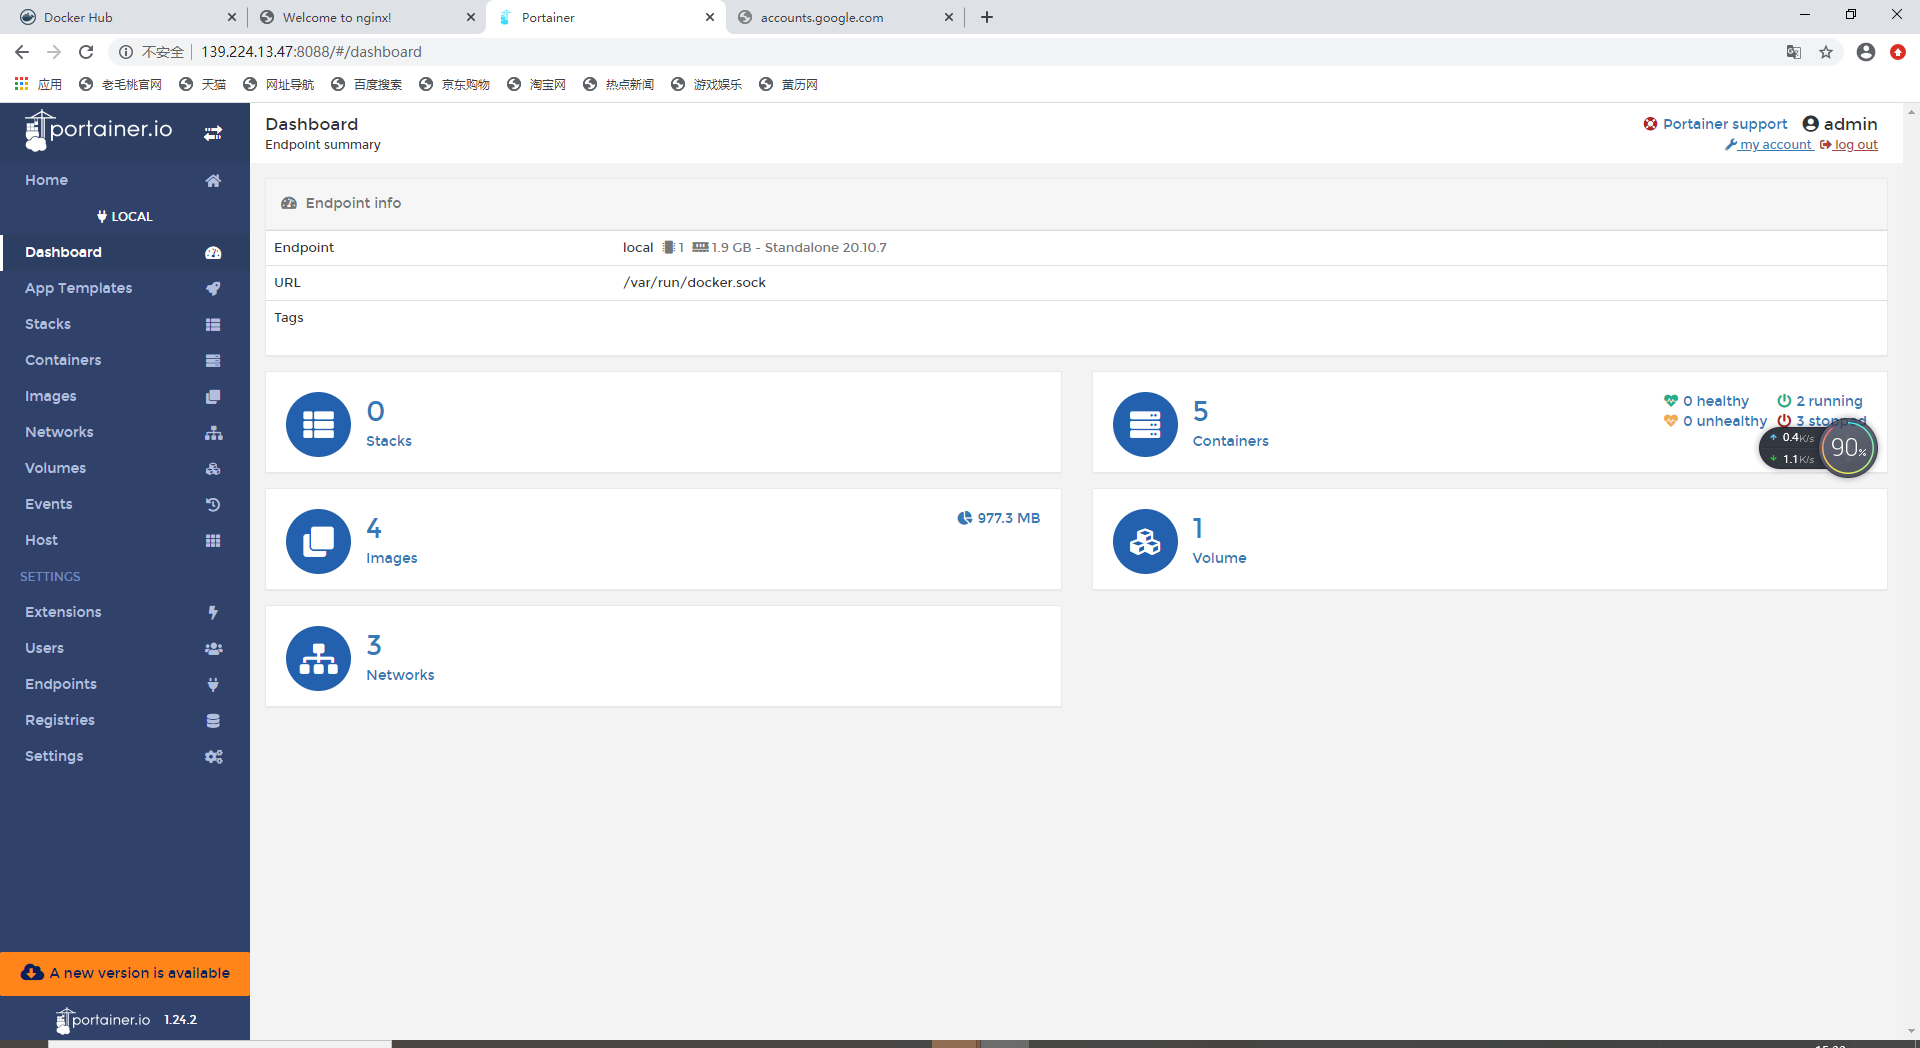 Docker Hub
Welcome to nginx!
Portainer
accounts.google.com
不安全
139.224.13.47:8088/#/dashboard
应用
老毛桃官网
天猫
网址导航
百度搜索
京东购物
淘宝网
热点新闻
游戏娱乐
黄历网
portainer.io
Dashboard
Endpoint summary
Portainer support
admin
my account
log out
Home
LOCAL
Dashboard
App Templates
Stacks
Containers
Images
Networks
Volumes
Events
Host
SETTINGS
Extensions
Users
Endpoints
Registries
Settings
A new version is available
portainer.io 1.24.2
Endpoint info
Endpoint local 1 1.9 GB - Standalone 20.10.7
URL /var/run/docker.sock
Tags
0
Stacks
5
Containers
0 healthy 2 running
0 unhealthy 3 stopped
0.4K/s
1.1K/s
90%
4
Images
977.3 MB
1
Volume
3
Networks